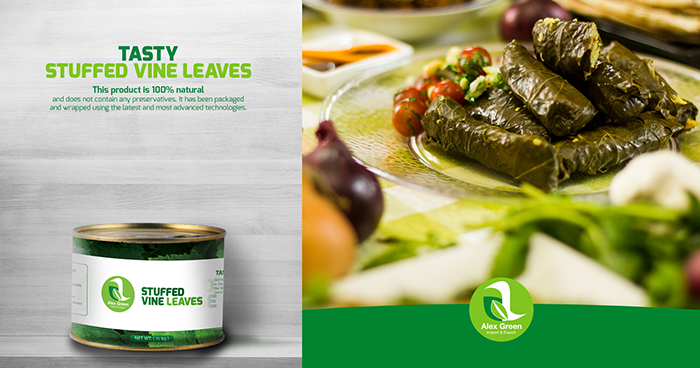 TASTY
STUFFED VINE LEAVES
This product is 100% natural
and does not contain any preservatives. It has been packaged
and wrapped using the latest and most advanced technologies.
Alex Green
STUFFED
VINE LEAVES
TAS
Alex Green
Import & Export